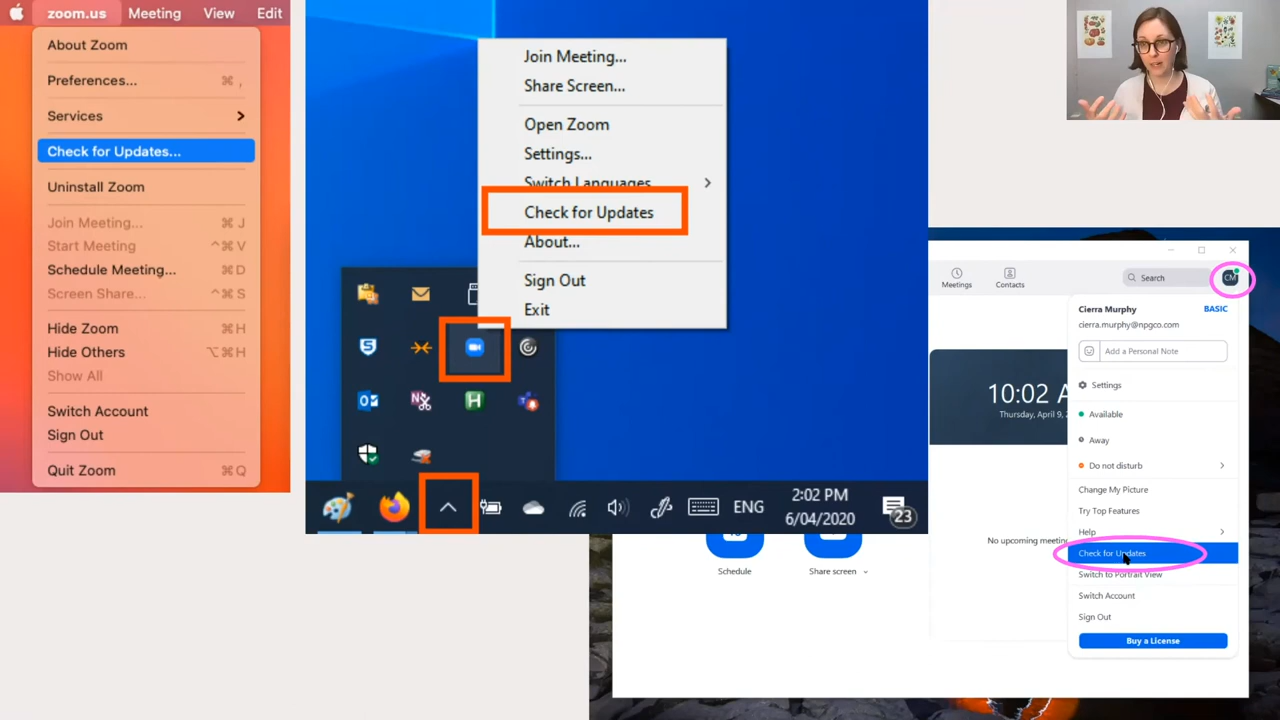 zoom.us Meeting View Edit
About Zoom
Preferences... ⌘ ,
Services
Check for Updates...
Uninstall Zoom
Join Meeting... ⌘ J
Start Meeting ^⌘ V
Schedule Meeting... ⌘ D
Screen Share... ^⌘ S
Hide Zoom ⌘ H
Hide Others ⌥⌘ H
Show All
Switch Account
Sign Out
Quit Zoom ⌘ Q
Join Meeting...
Share Screen...
Open Zoom
Settings...
Switch Languages
Check for Updates
About...
Sign Out
Exit
ENG
2:02 PM
6/04/2020
23
Meetings
Contacts
Search
CM
Cierra Murphy BASIC
cierra.murphy@npgco.com
Add a Personal Note
Settings
Available
Away
Do not disturb
Change My Picture
Try Top Features
Help
Check for Updates
Switch to Portrait View
Switch Account
Sign Out
Buy a License
10:02 A
Thursday, April 9, 2
No upcoming meeting
Schedule
Share screen